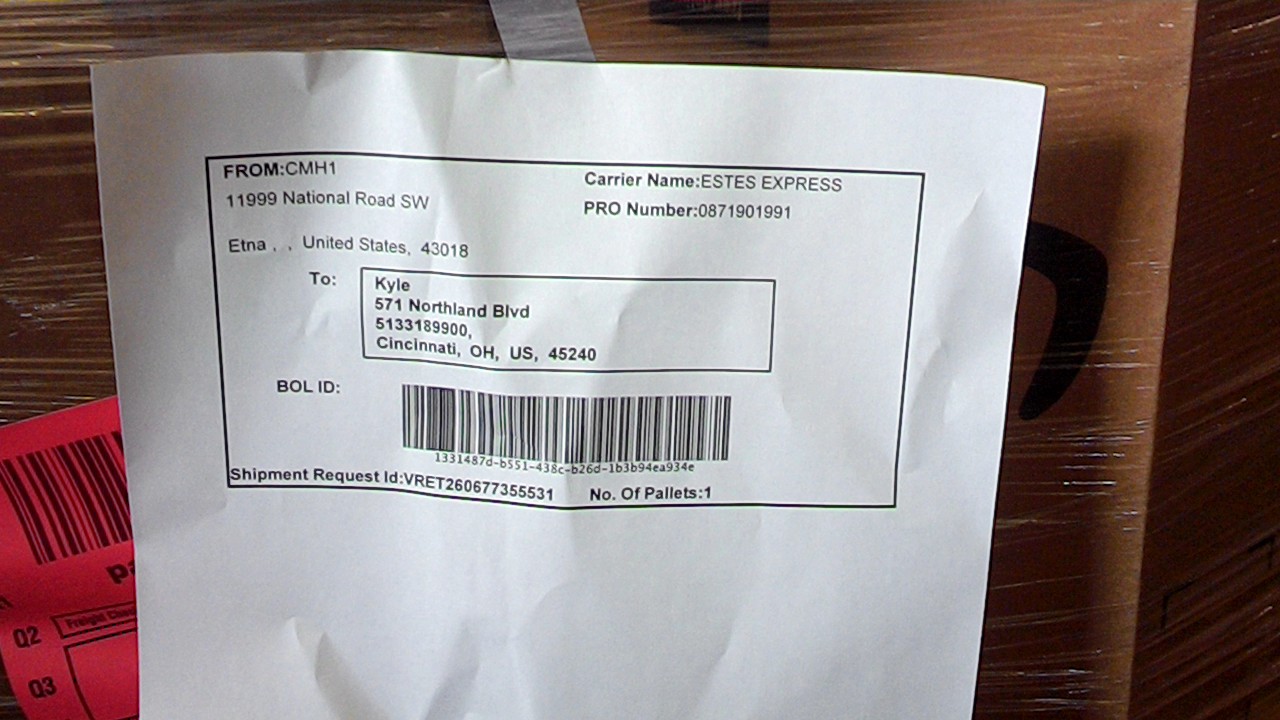 FROM:CMH1
11999 National Road SW
Etna , , United States, 43018
Carrier Name:ESTES EXPRESS
PRO Number:0871901991
To:
Kyle
571 Northland Blvd
5133189900,
Cincinnati, OH, US, 45240
BOL ID:
1331487d-b551-438c-b26d-1b3b94ea934e
Shipment Request Id:VRET260677355531
No. Of Pallets:1
Q2
Freight
Q3